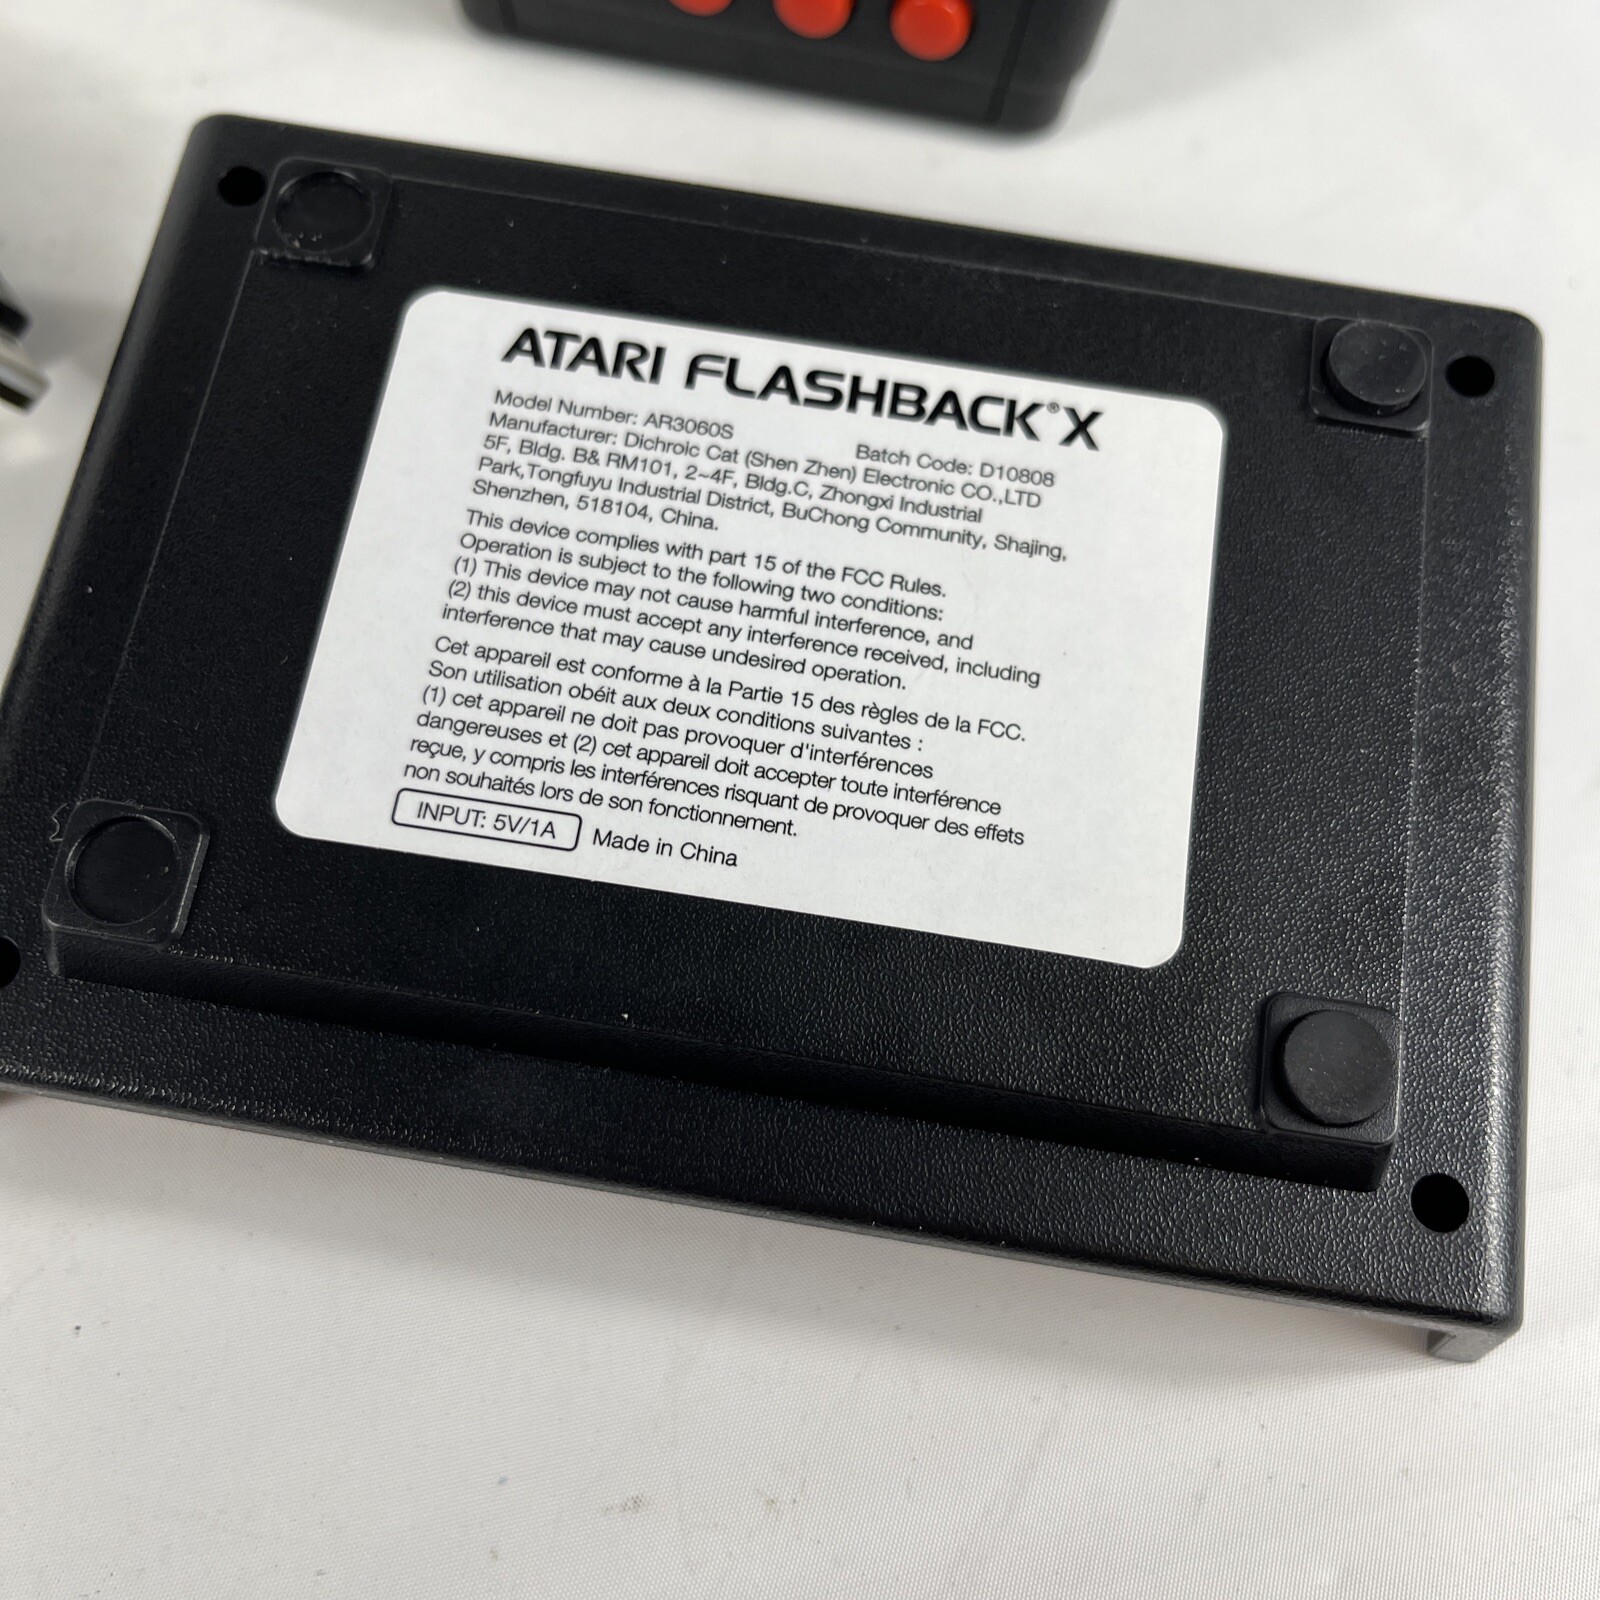 ATARI FLASHBACK® X
Model Number: AR3060S Batch Code: D10808
Manufacturer: Dichroic Cat (Shen Zhen) Electronic CO.,LTD
5F, Bldg. B& RM101, 2~4F, Bldg.C, Zhongxi Industrial
Park,Tongfuyu Industrial District, BuChong Community, Shajing,
Shenzhen, 518104, China.
This device complies with part 15 of the FCC Rules.
Operation is subject to the following two conditions:
(1) This device may not cause harmful interference, and
(2) this device must accept any interference received, including
interference that may cause undesired operation.
Cet appareil est conforme à la Partie 15 des règles de la FCC.
Son utilisation obéit aux deux conditions suivantes :
(1) cet appareil ne doit pas provoquer d'interférences
dangereuses et (2) cet appareil doit accepter toute interférence
reçue, y compris les interférences risquant de provoquer des effets
non souhaités lors de son fonctionnement.
INPUT: 5V/1A Made in China